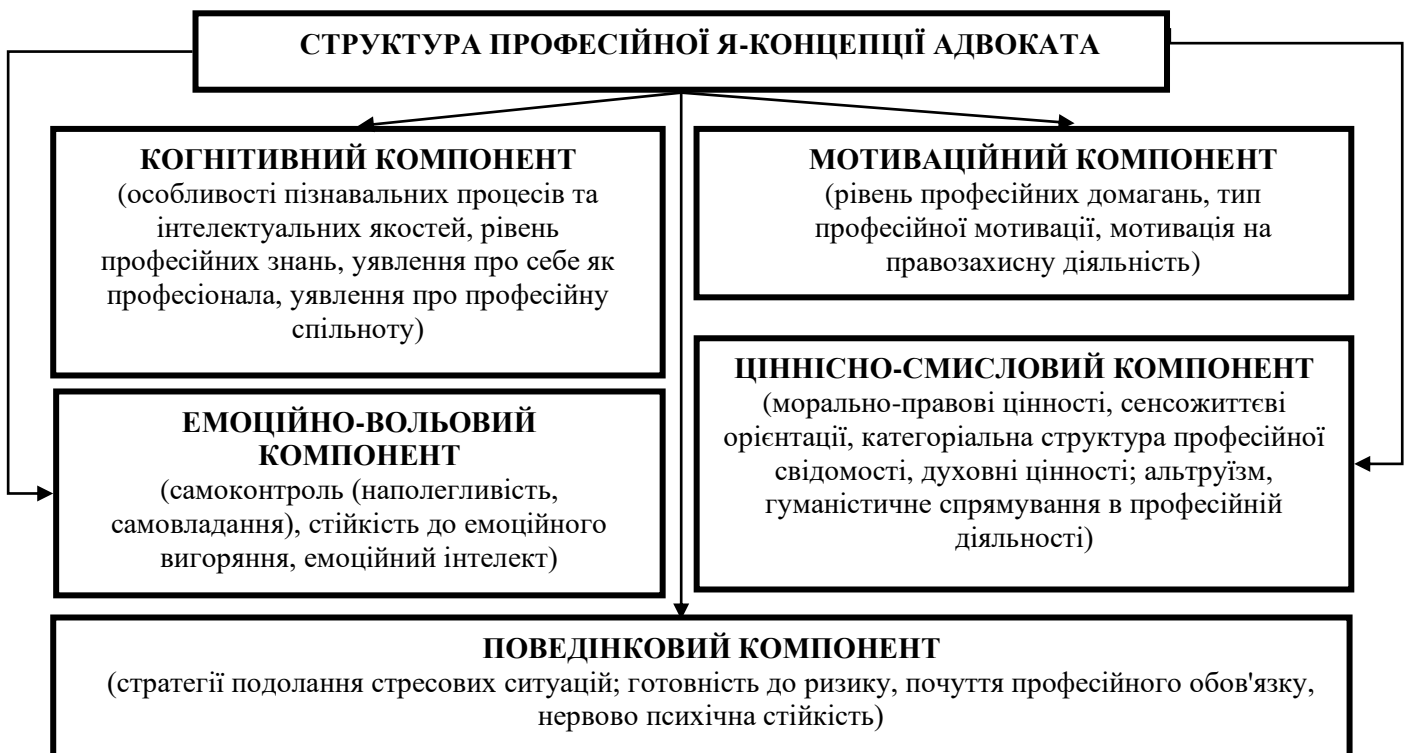 СТРУКТУРА ПРОФЕСІЙНОЇ Я-КОНЦЕПЦІЇ АДВОКАТА
КОГНІТИВНИЙ КОМПОНЕНТ
(особливості пізнавальних процесів та
інтелектуальних якостей, рівень
професійних знань, уявлення про себе як
професіонала, уявлення про професійну
спільноту)
МОТИВАЦІЙНИЙ КОМПОНЕНТ
(рівень професійних домагань, тип
професійної мотивації, мотивація на
правозахисну діяльність)
ЕМОЦІЙНО-ВОЛЬОВИЙ
КОМПОНЕНТ
(самоконтроль (наполегливість,
самовладання), стійкість до емоційного
вигоряння, емоційний інтелект)
ЦІННІСНО-СМИСЛОВИЙ КОМПОНЕНТ
(морально-правові цінності, сенсожиттєві
орієнтації, категоріальна структура професійної
свідомості, духовні цінності; альтруїзм,
гуманістичне спрямування в професійній
діяльності)
ПОВЕДІНКОВИЙ КОМПОНЕНТ
(стратегії подолання стресових ситуацій; готовність до ризику, почуття професійного обов'язку,
нервово психічна стійкість)